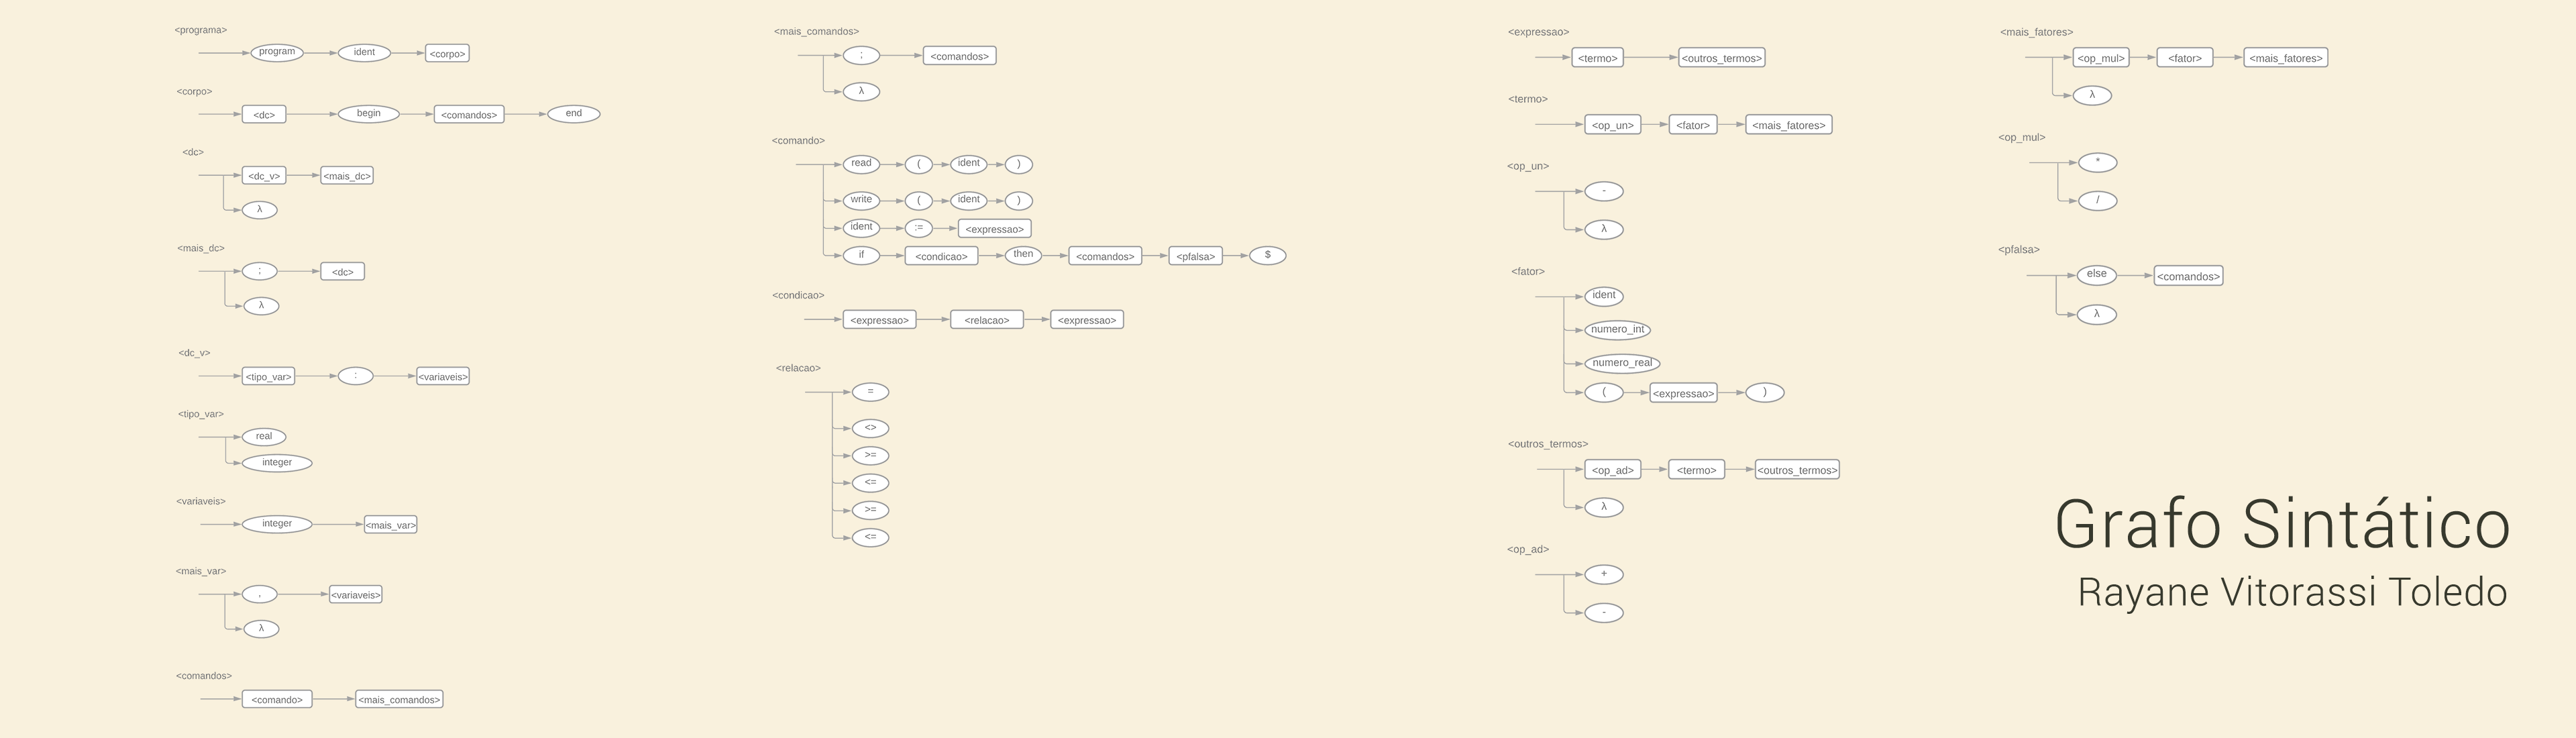 <programa>
program ident <corpo>
<corpo>
<dc> begin <comandos> end
<dc>
<dc_v> <mais_dc>
λ
<mais_dc>
; <dc>
λ
<dc_v>
<tipo_var> : <variaveis>
<tipo_var>
real
integer
<variaveis>
integer <mais_var>
<mais_var>
, <variaveis>
λ
<comandos>
<comando> <mais_comandos>
<mais_comandos>
; <comandos>
λ
<comando>
read ( ident )
write ( ident )
ident := <expressao>
if <condicao> then <comandos> <pfalsa> $
<condicao>
<expressao> <relacao> <expressao>
<relacao>
=
<>
>=
<=
>=
<=
<expressao>
<termo> <outros_termos>
<termo>
<op_un> <fator> <mais_fatores>
<op_un>
-
λ
<fator>
ident
numero_int
numero_real
( <expressao> )
<outros_termos>
<op_ad> <termo> <outros_termos>
λ
<op_ad>
+
-
<mais_fatores>
<op_mul> <fator> <mais_fatores>
λ
<op_mul>
*
/
<pfalsa>
else <comandos>
λ
Grafo Sintático
Rayane Vitorassi Toledo